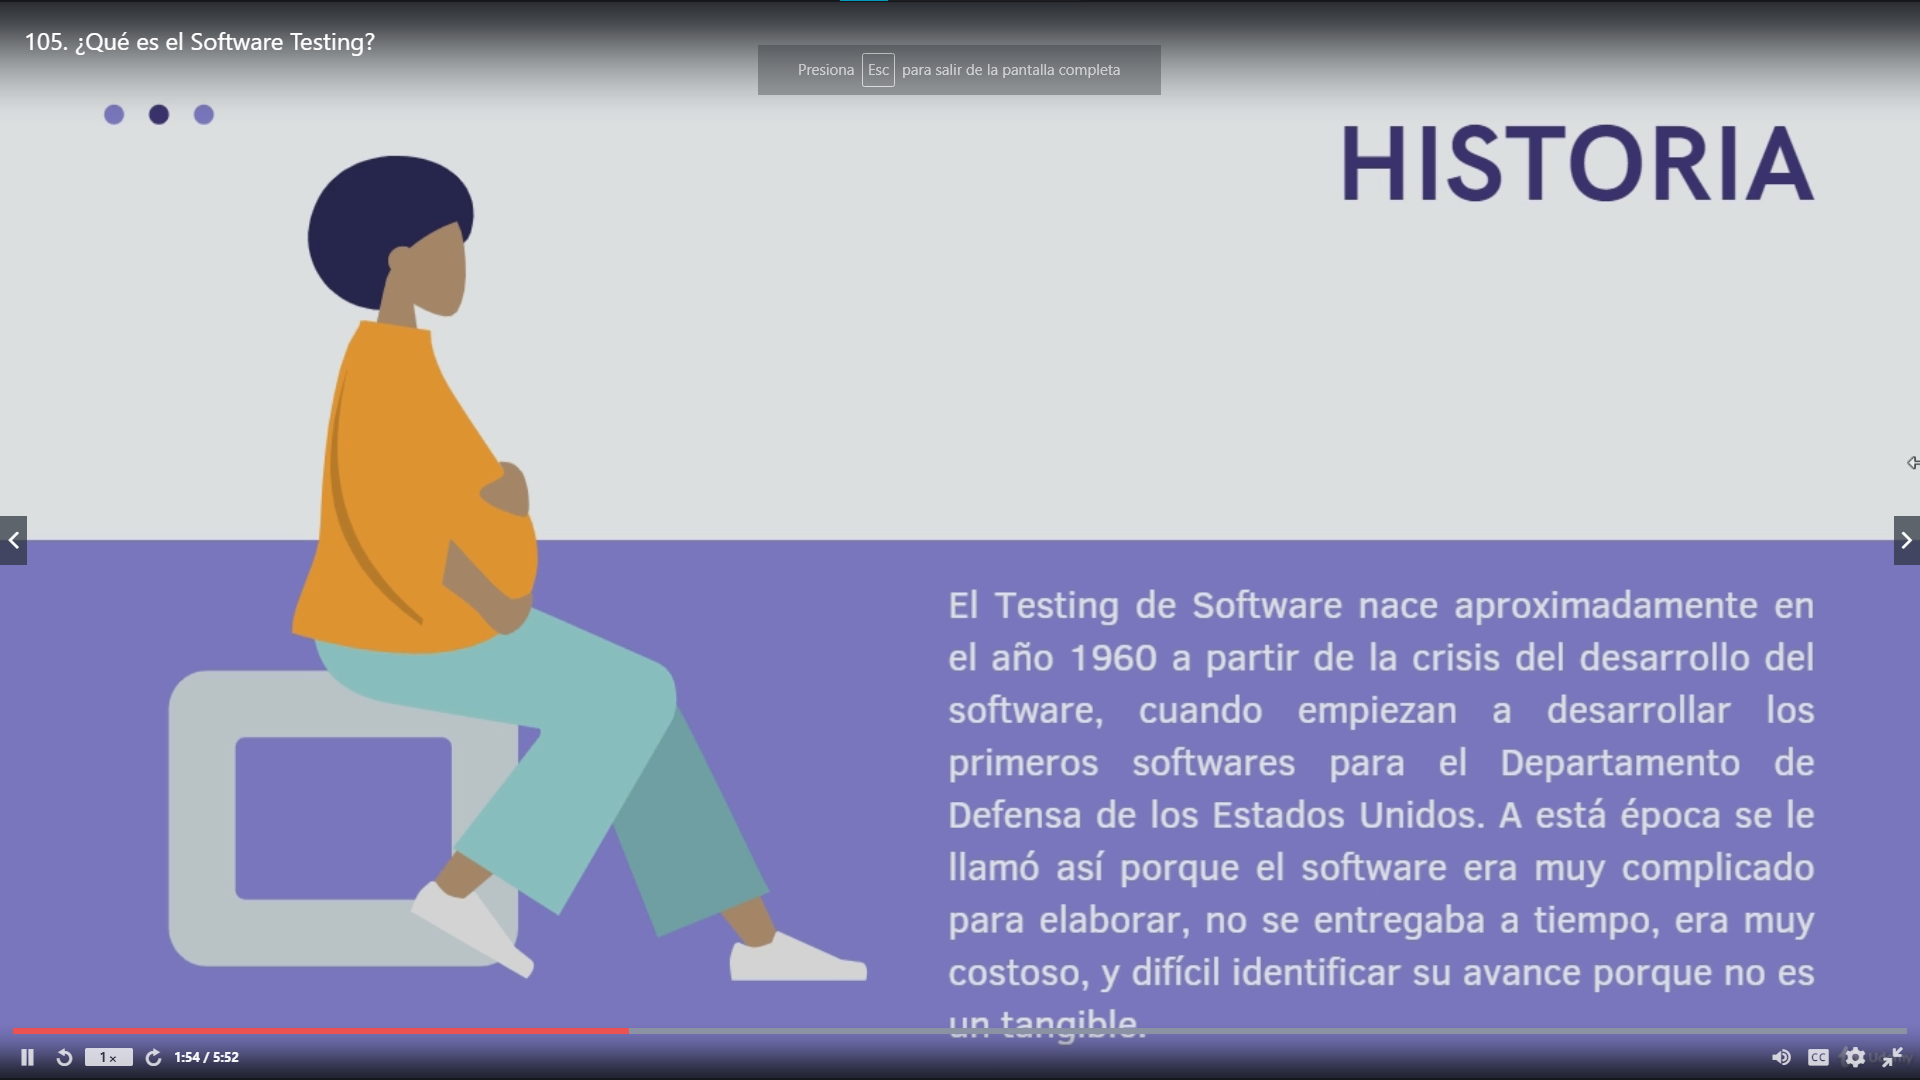 105. ¿Qué es el Software Testing?
Presiona Esc para salir de la pantalla completa
HISTORIA
El Testing de Software nace aproximadamente en
el año 1960 a partir de la crisis del desarrollo del
software, cuando empiezan a desarrollar los
primeros softwares para el Departamento de
Defensa de los Estados Unidos. A está época se le
llamó así porque el software era muy complicado
para elaborar, no se entregaba a tiempo, era muy
costoso, y difícil identificar su avance porque no es
un tangible.
1 x
1:54 / 5:52
CC